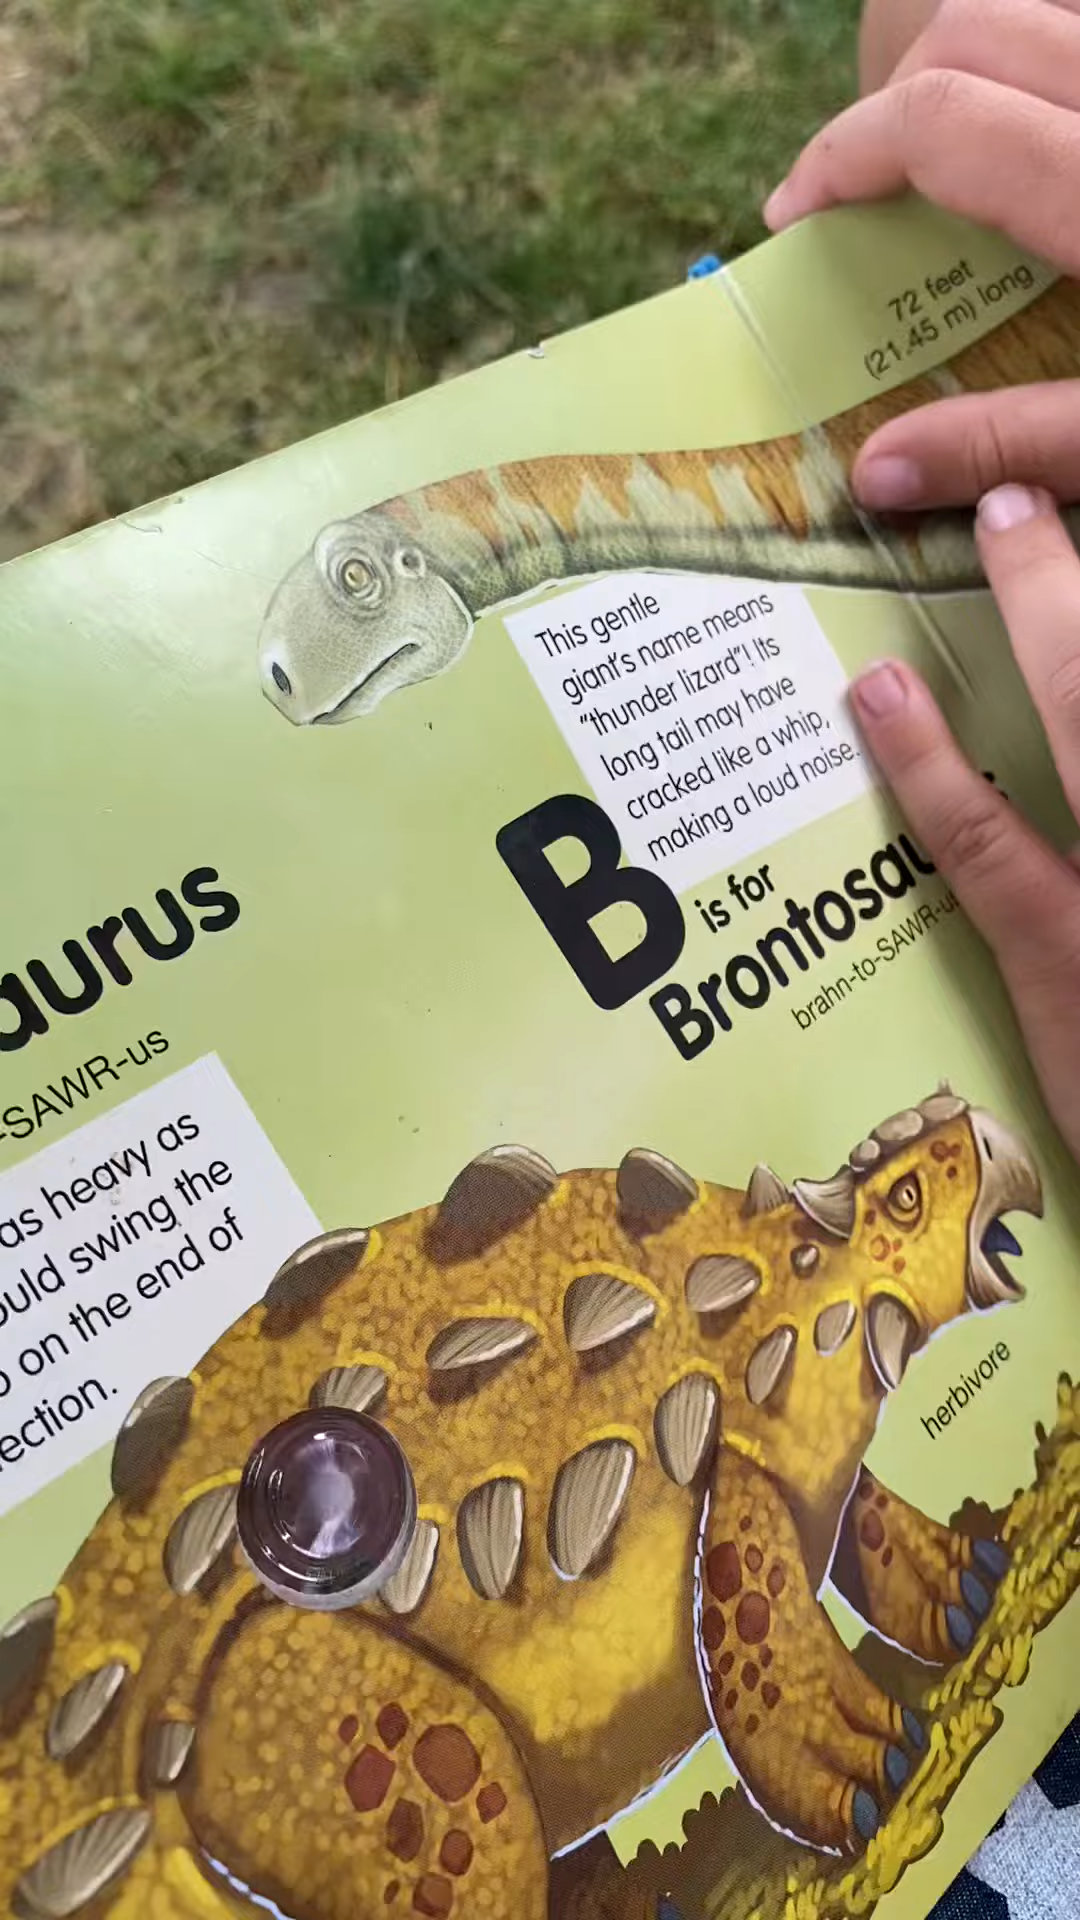 72 feet
(21.45 m) long
This gentle
giant's name means
"thunder lizard"! Its
long tail may have
cracked like a whip,
making a loud noise.
B
is for
brahn-to-SAWR-
aurus
-SAWR-us
as heavy as
ould swing the
on the end of
ection.
herbivore